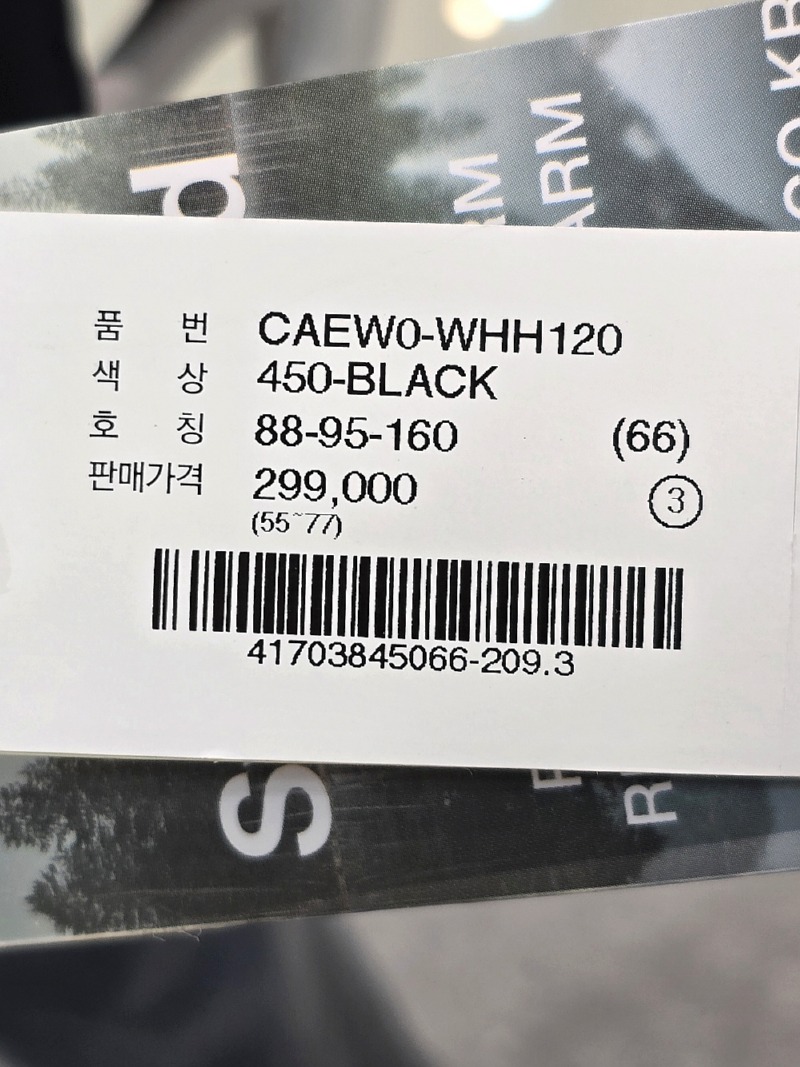 품 번 CAEW0-WHH120
색 상 450-BLACK
호 칭 88-95-160 (66)
판매가격 299,000 ③
(55~77)
41703845066-209.3